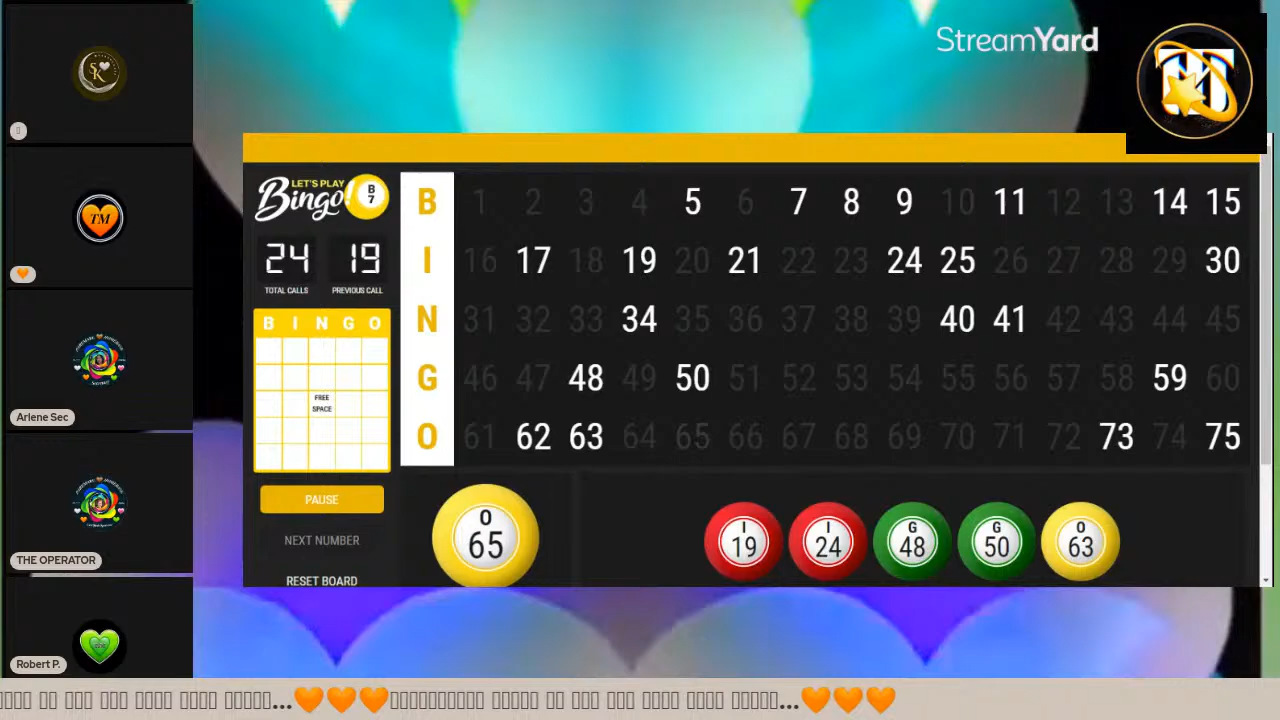 StreamYard
SK
TM
Arlene Sec
THE OPERATOR
Robert P.
LET'S PLAY
Bingo!
B
7
24 19
TOTAL CALLS PREVIOUS CALL
B I N G O
FREE
SPACE
PAUSE
NEXT NUMBER
RESET BOARD
B 1 2 3 4 5 6 7 8 9 10 11 12 13 14 15
I 16 17 18 19 20 21 22 23 24 25 26 27 28 29 30
N 31 32 33 34 35 36 37 38 39 40 41 42 43 44 45
G 46 47 48 49 50 51 52 53 54 55 56 57 58 59 60
O 61 62 63 64 65 66 67 68 69 70 71 72 73 74 75
O
65
I
19
I
24
G
48
G
50
O
63